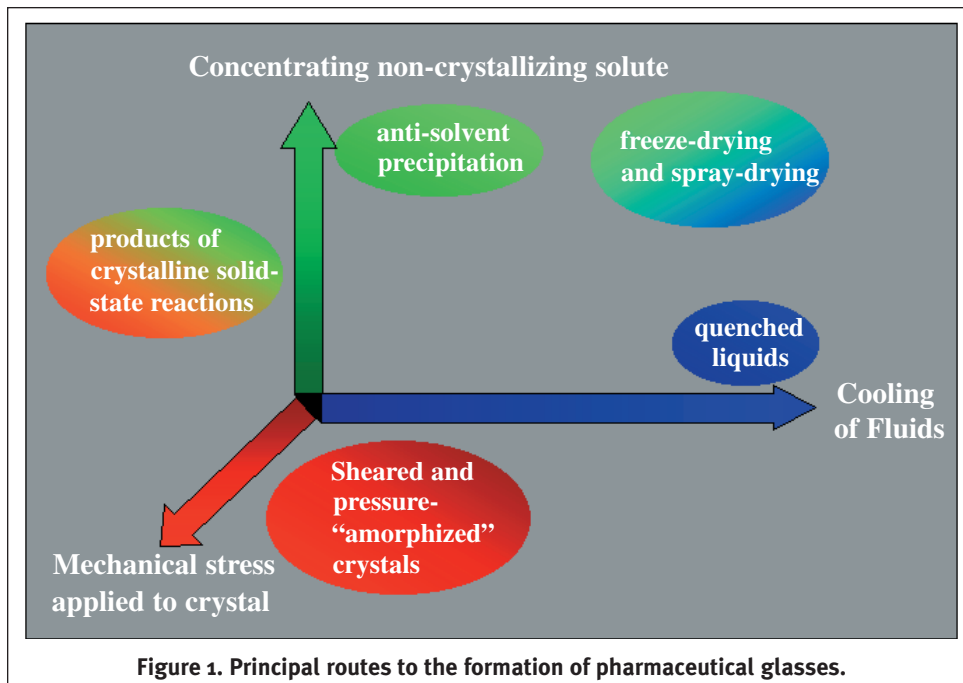 Concentrating non-crystallizing solute
anti-solvent
precipitation
freeze-drying
and spray-drying
products of
crystalline solid-
state reactions
quenched
liquids
Cooling
of Fluids
Sheared and
pressure-
“amorphized”
crystals
Mechanical stress
applied to crystal
Figure 1. Principal routes to the formation of pharmaceutical glasses.